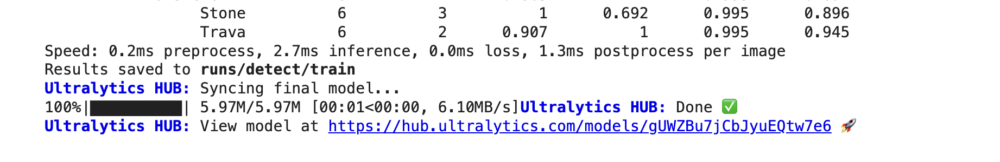 Stone 6 3 1 0.692 0.995 0.896
Trava 6 2 0.907 1 0.995 0.945
Speed: 0.2ms preprocess, 2.7ms inference, 0.0ms loss, 1.3ms postprocess per image
Results saved to runs/detect/train
Ultralytics HUB: Syncing final model...
100%|██████████| 5.97M/5.97M [00:01<00:00, 6.10MB/s]Ultralytics HUB: Done ✅
Ultralytics HUB: View model at https://hub.ultralytics.com/models/gUWZBu7jCbJyuEQtw7e6 🚀